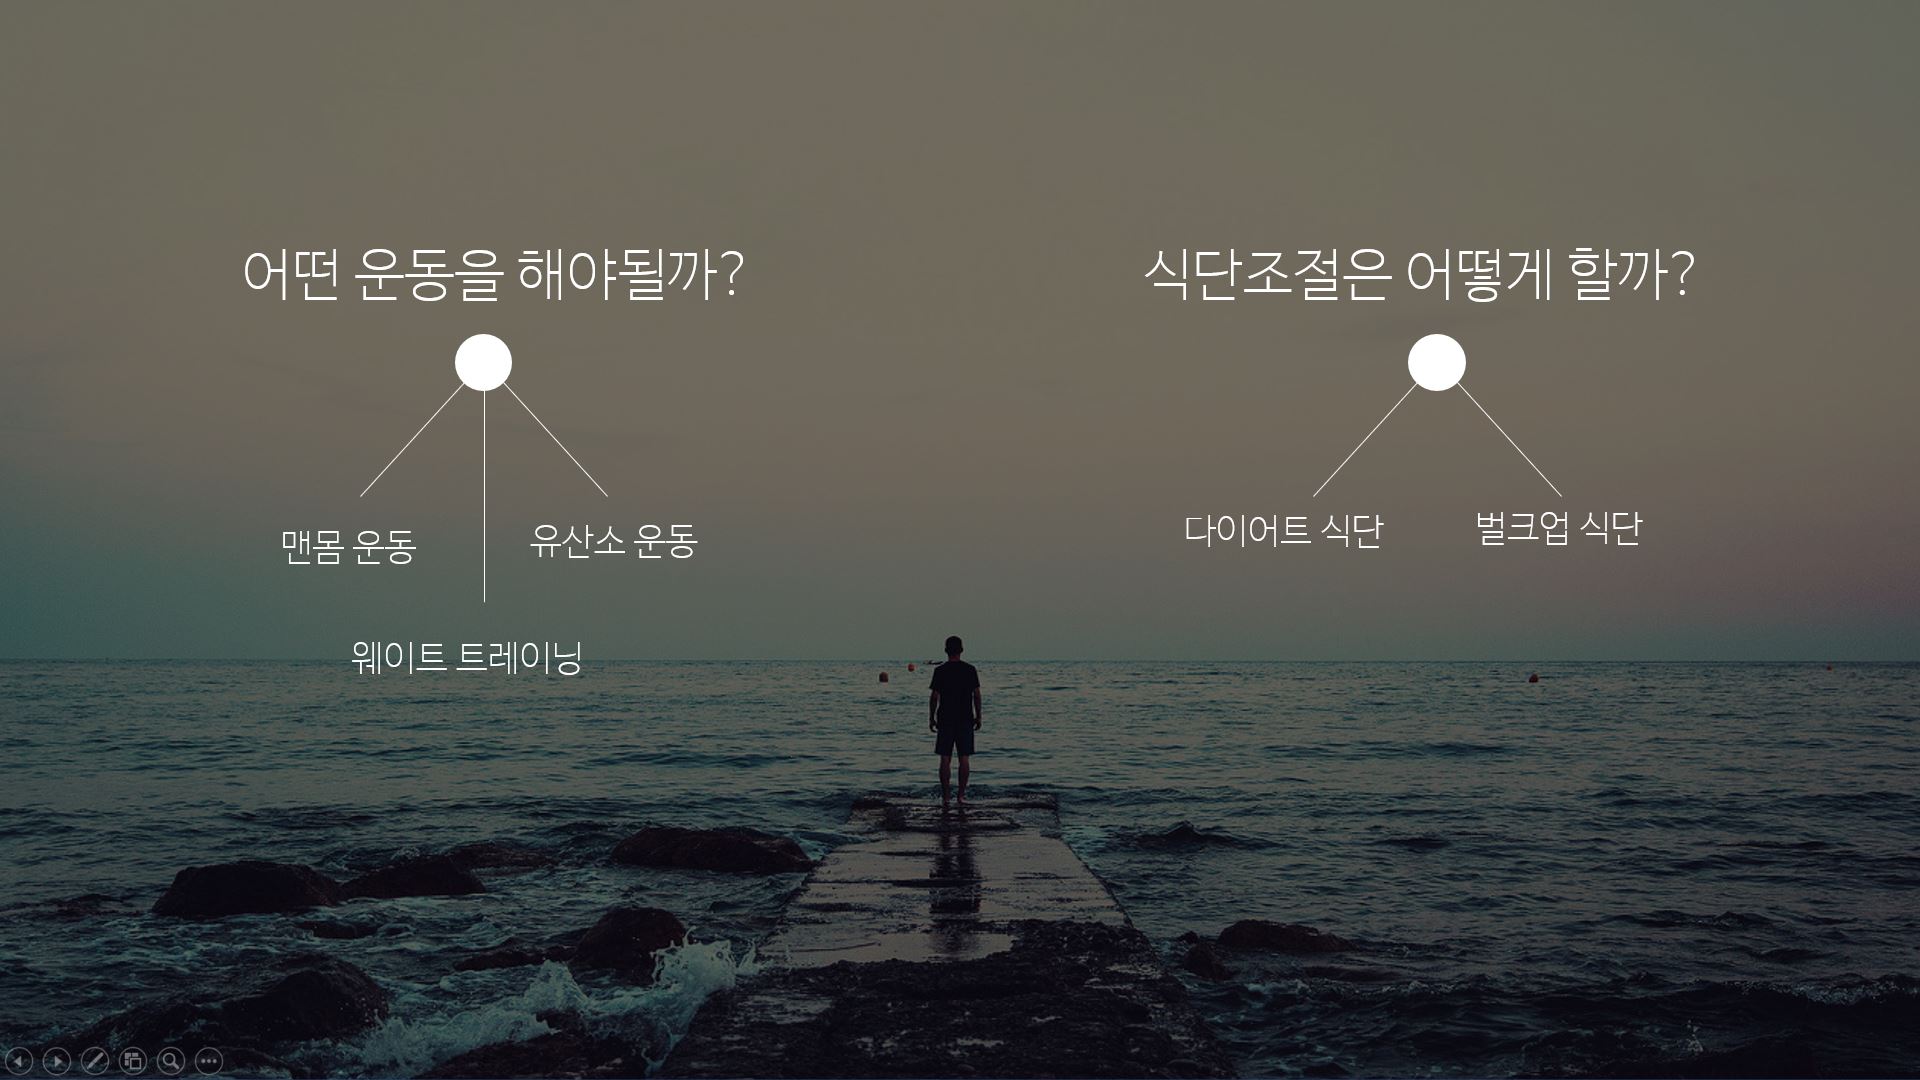 어떤 운동을 해야될까?
맨몸 운동
유산소 운동
웨이트 트레이닝
식단조절은 어떻게 할까?
다이어트 식단
벌크업 식단